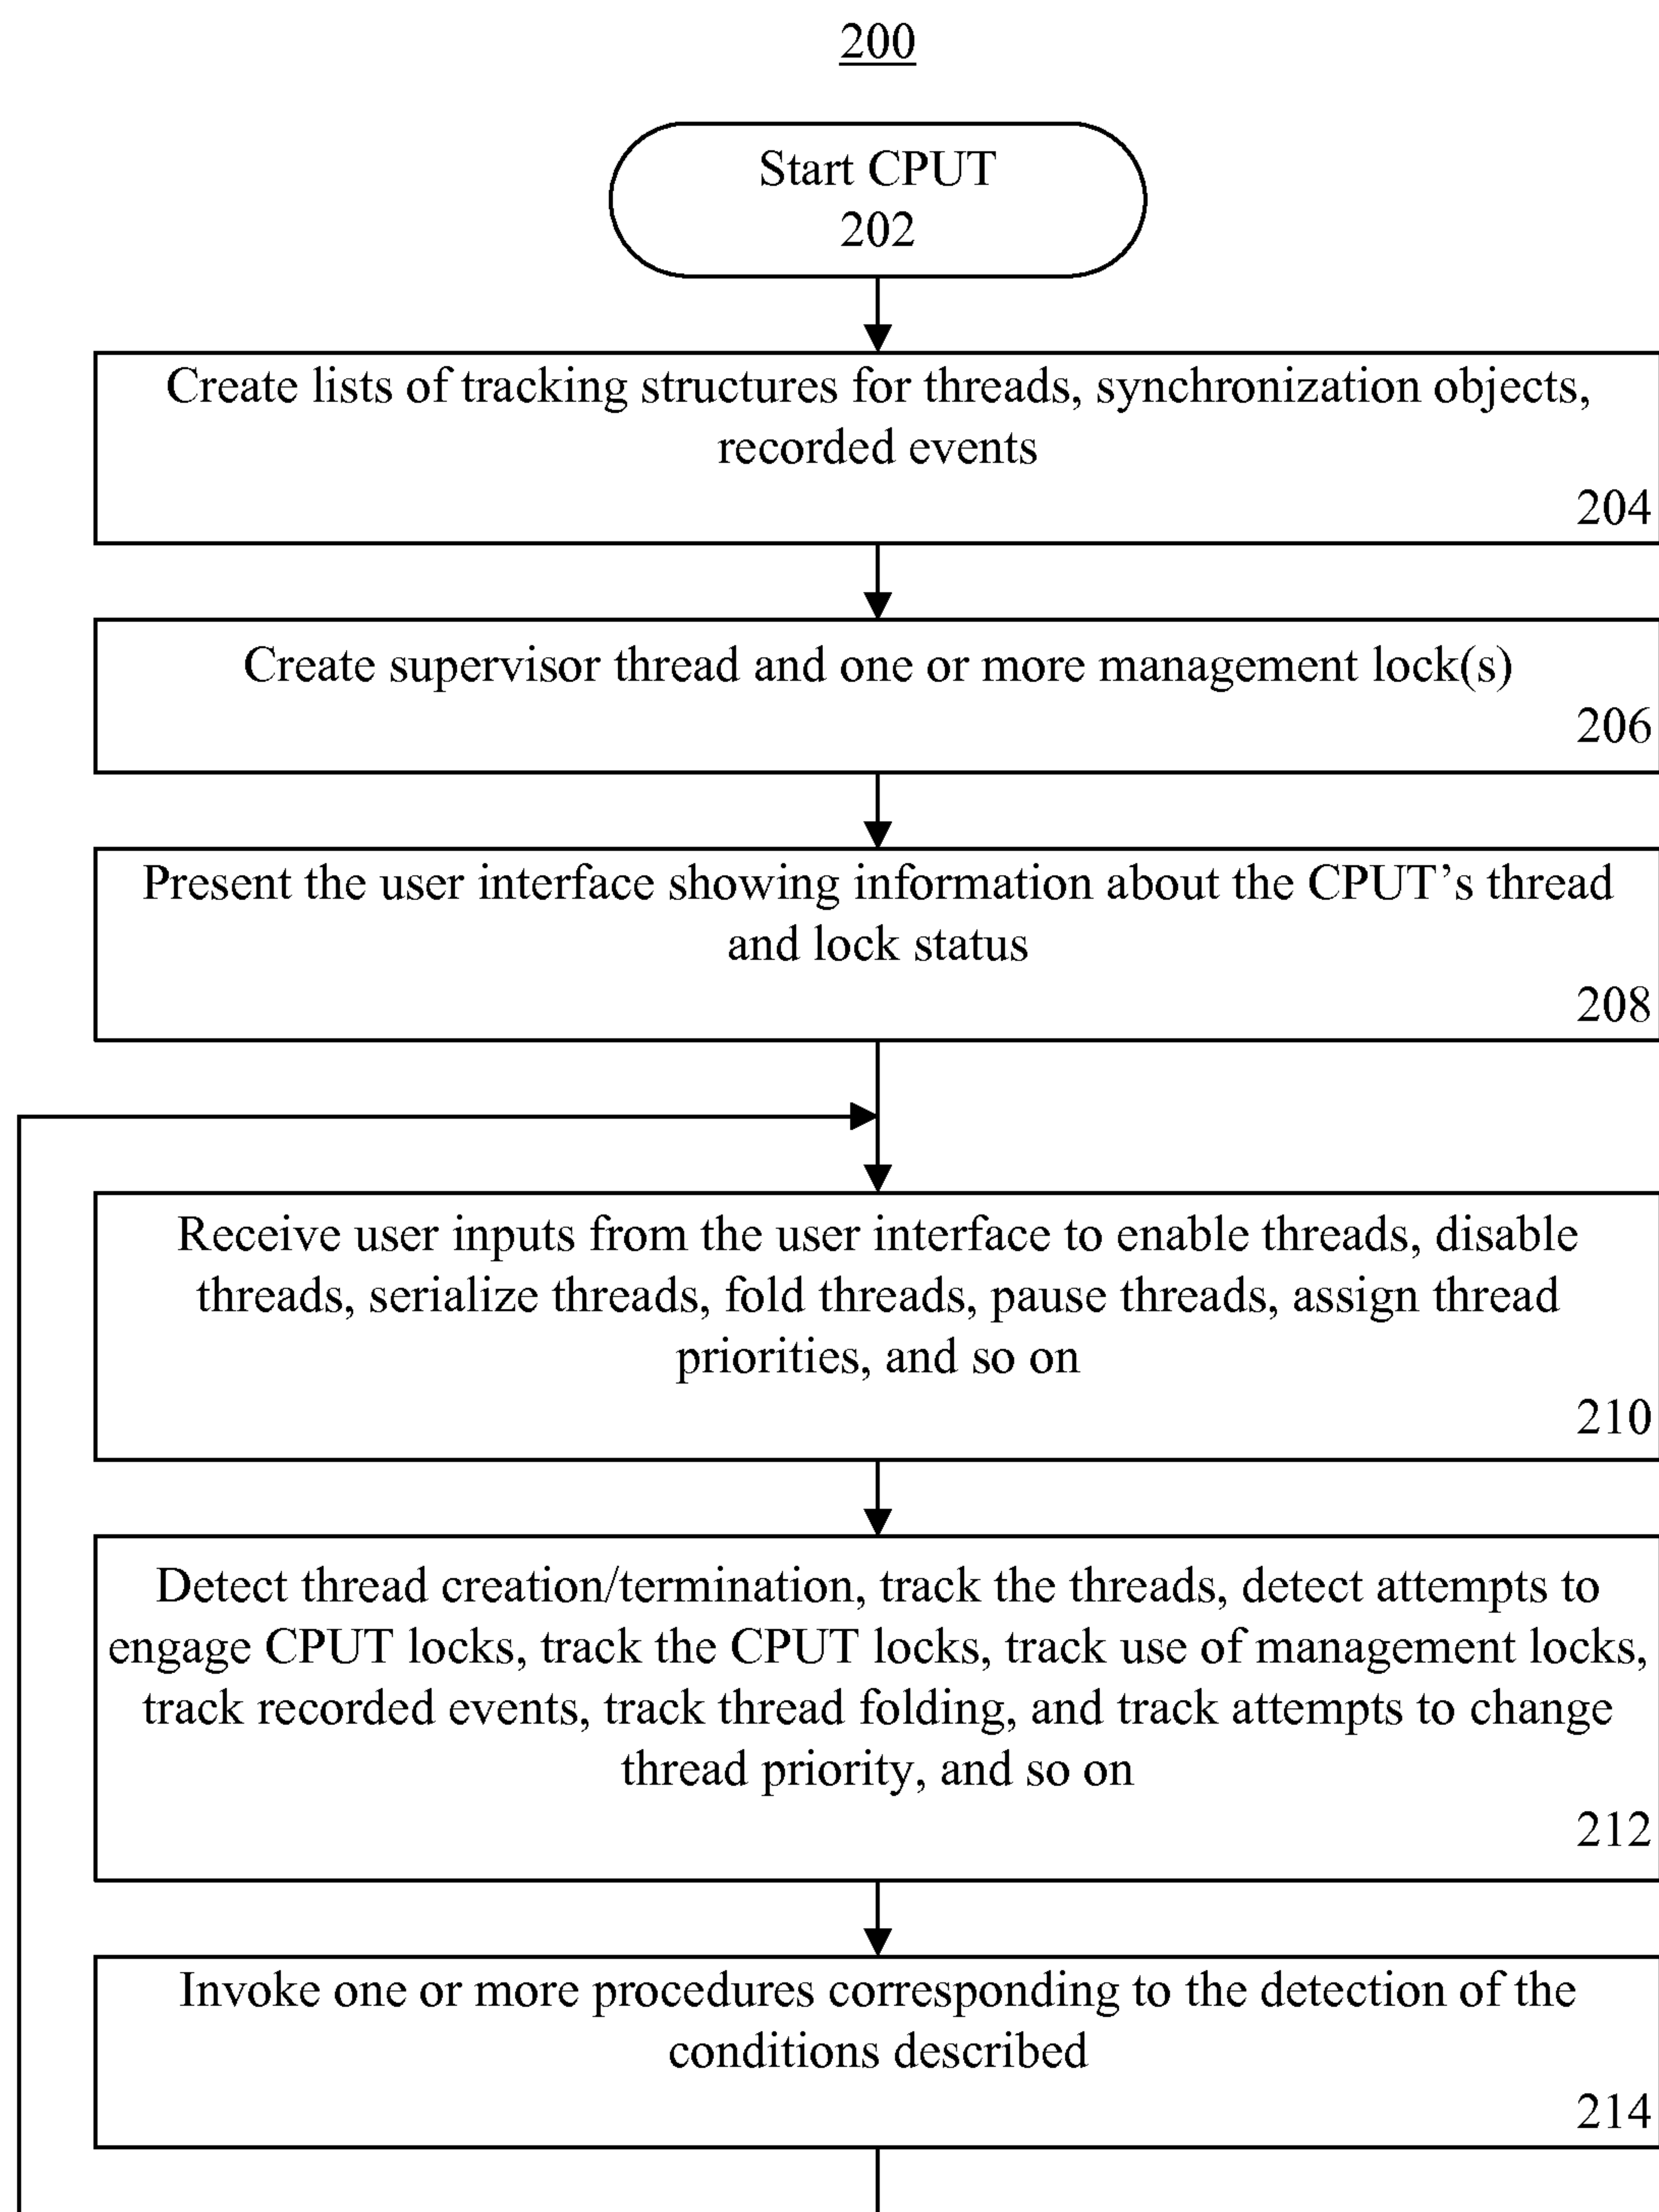 200
Start CPUT
202
Create lists of tracking structures for threads, synchronization objects,
recorded events
204
Create supervisor thread and one or more management lock(s)
206
Present the user interface showing information about the CPUT’s thread
and lock status
208
Receive user inputs from the user interface to enable threads, disable
threads, serialize threads, fold threads, pause threads, assign thread
priorities, and so on
210
Detect thread creation/termination, track the threads, detect attempts to
engage CPUT locks, track the CPUT locks, track use of management locks,
track recorded events, track thread folding, and track attempts to change
thread priority, and so on
212
Invoke one or more procedures corresponding to the detection of the
conditions described
214